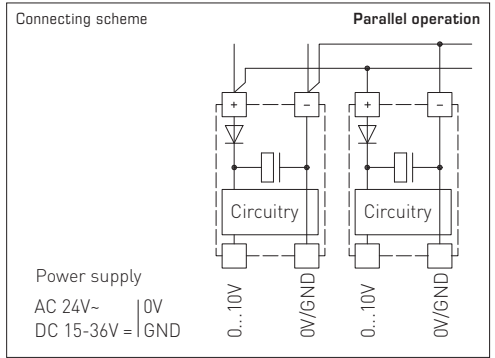 Connecting scheme
Parallel operation
+ - + -
Circuitry Circuitry
Power supply
AC 24V~ 0V
DC 15-36V = GND
0...10V
0V/GND
0...10V
0V/GND